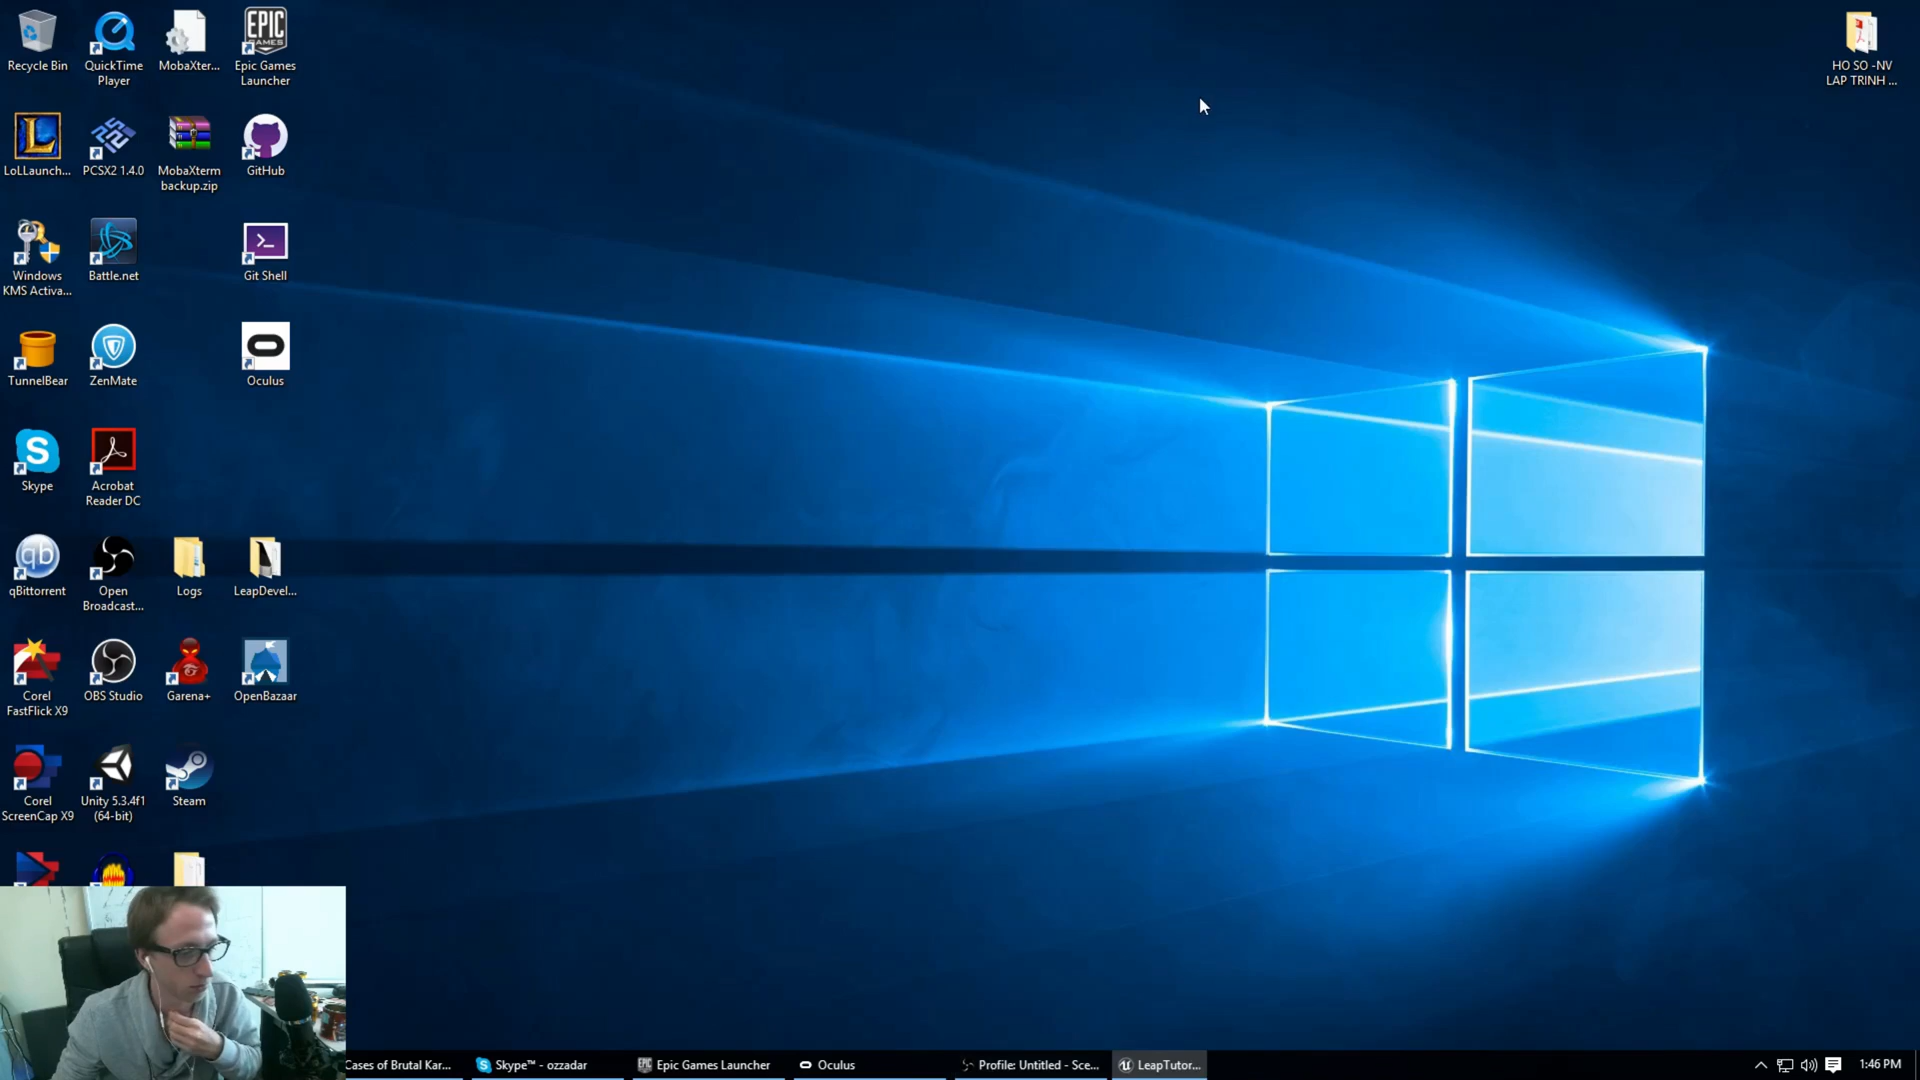 Recycle Bin
QuickTime
Player
MobaXter...
EPIC
GAMES
Epic Games
Launcher
HO SO -NV
LAP TRINH ...
LoLLaunch...
PCSX2 1.4.0
MobaXterm
backup.zip
GitHub
Windows
KMS Activa...
Battle.net
Git Shell
TunnelBear
ZenMate
Oculus
Skype
Acrobat
Reader DC
qb
qBittorrent
Open
Broadcast...
Logs
LeapDevel...
Corel
FastFlick X9
OBS Studio
Garena+
OpenBazaar
Corel
ScreenCap X9
Unity 5.3.4f1
(64-bit)
Steam
Cases of Brutal Kar...
Skype™ - ozzadar
Epic Games Launcher
Oculus
Profile: Untitled - Sce...
LeapTutor...
1:46 PM